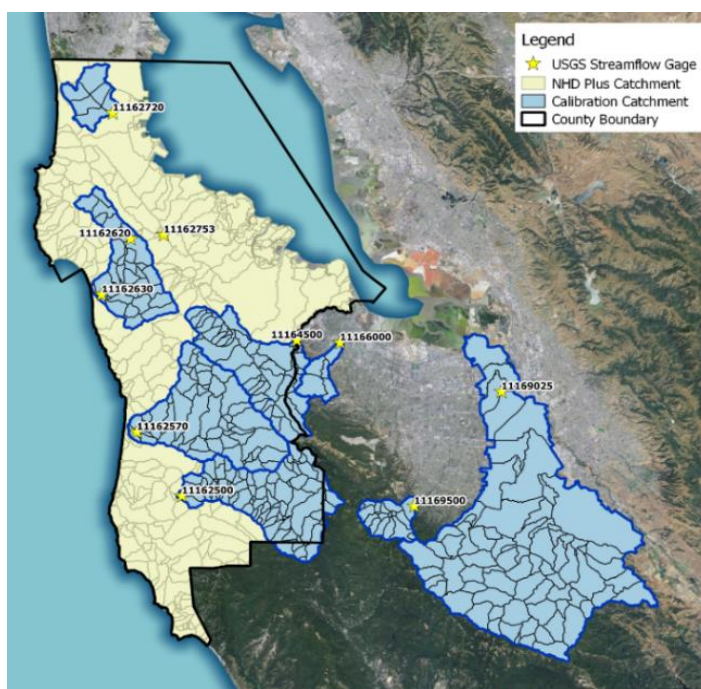 Legend
USGS Streamflow Gage
NHD Plus Catchment
Calibration Catchment
County Boundary
11162720
11162620
11162753
11162630
11164500
11166000
11169025
11162570
11162500
11169500